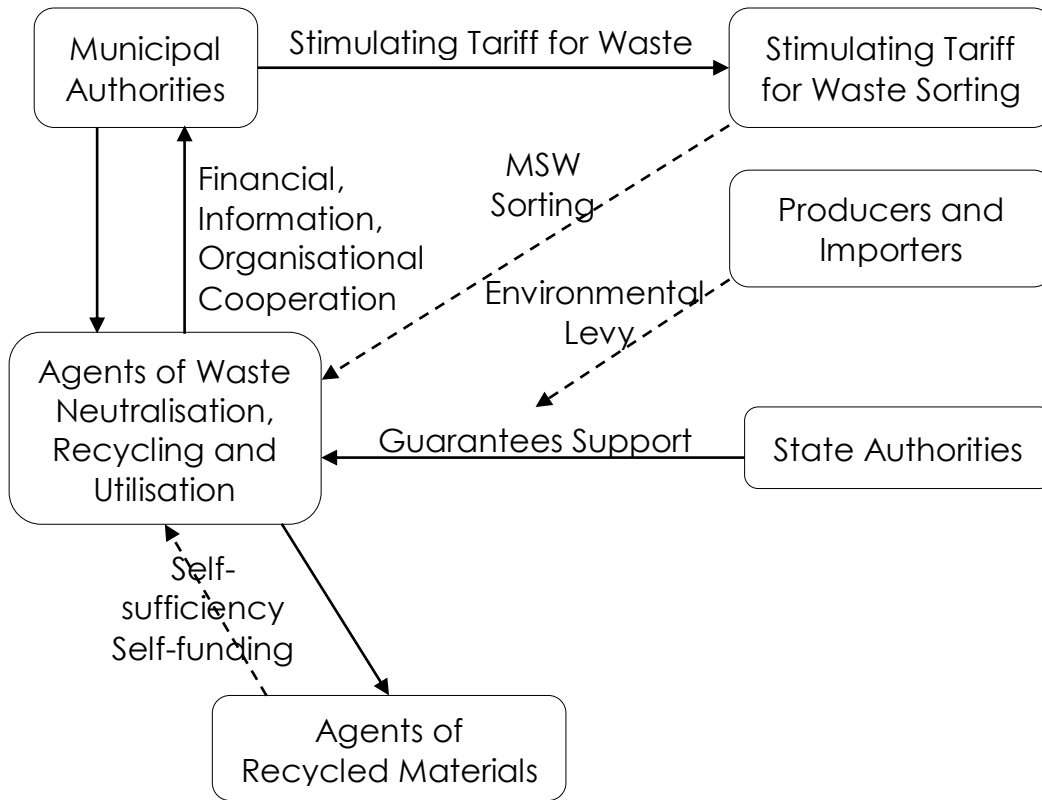 Municipal
Authorities
Stimulating Tariff for Waste
Stimulating Tariff
for Waste Sorting
Financial,
Information,
Organisational
Cooperation
MSW
Sorting
Producers and
Importers
Environmental
Levy
Agents of Waste
Neutralisation,
Recycling and
Utilisation
Guarantees Support
State Authorities
Self-
sufficiency
Self-funding
Agents of
Recycled Materials